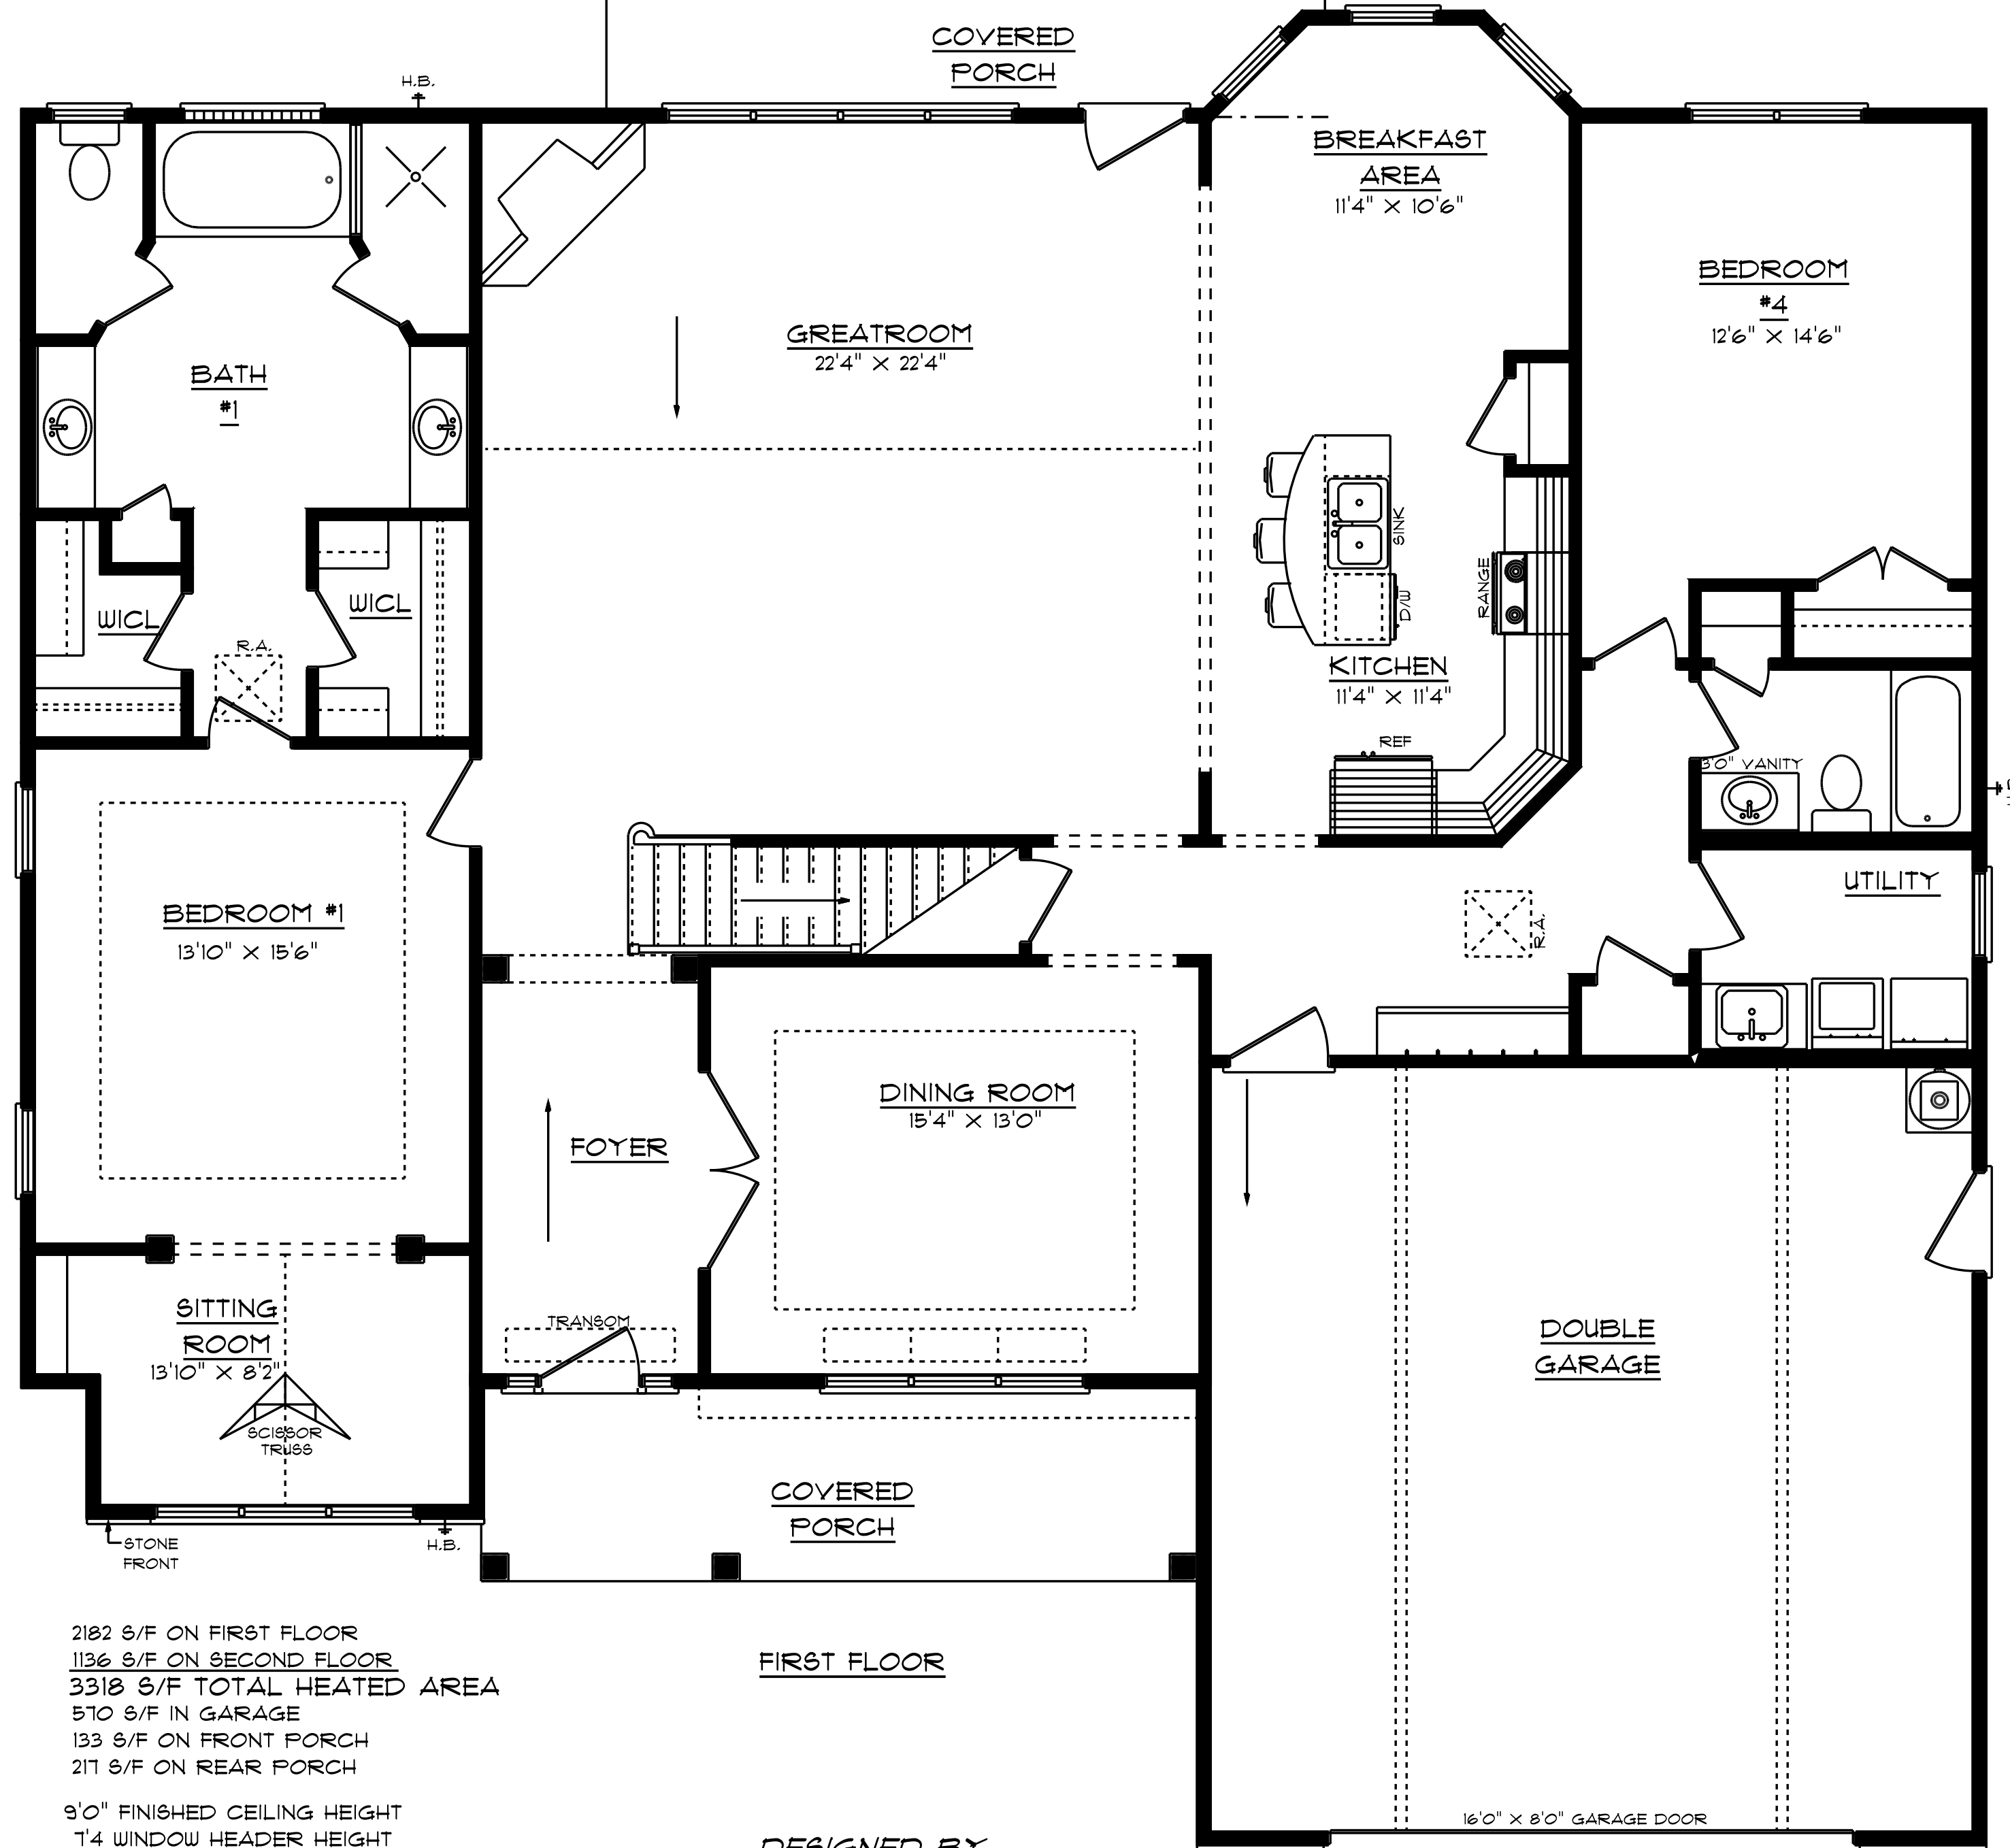 COVERED
PORCH
H.B.
BREAKFAST
AREA
11'4" X 10'6"
BEDROOM
#4
12'6" X 14'6"
GREATROOM
22'4" X 22'4"
BATH
#1
SINK
RANGE
D/W
WICL
WICL
R.A.
KITCHEN
11'4" X 11'4"
REF
3'0" VANITY
UTILITY
BEDROOM #1
13'10" X 15'6"
R.A.
DINING ROOM
15'4" X 13'0"
FOYER
TRANSOM
SITTING
ROOM
13'10" X 8'2"
DOUBLE
GARAGE
SCISSOR
TRUSS
COVERED
PORCH
STONE
FRONT
H.B.
2182 S/F ON FIRST FLOOR
1136 S/F ON SECOND FLOOR
3318 S/F TOTAL HEATED AREA
570 S/F IN GARAGE
133 S/F ON FRONT PORCH
217 S/F ON REAR PORCH
FIRST FLOOR
9'0" FINISHED CEILING HEIGHT
7'4 WINDOW HEADER HEIGHT
16'0" X 8'0" GARAGE DOOR
DESIGNED BY